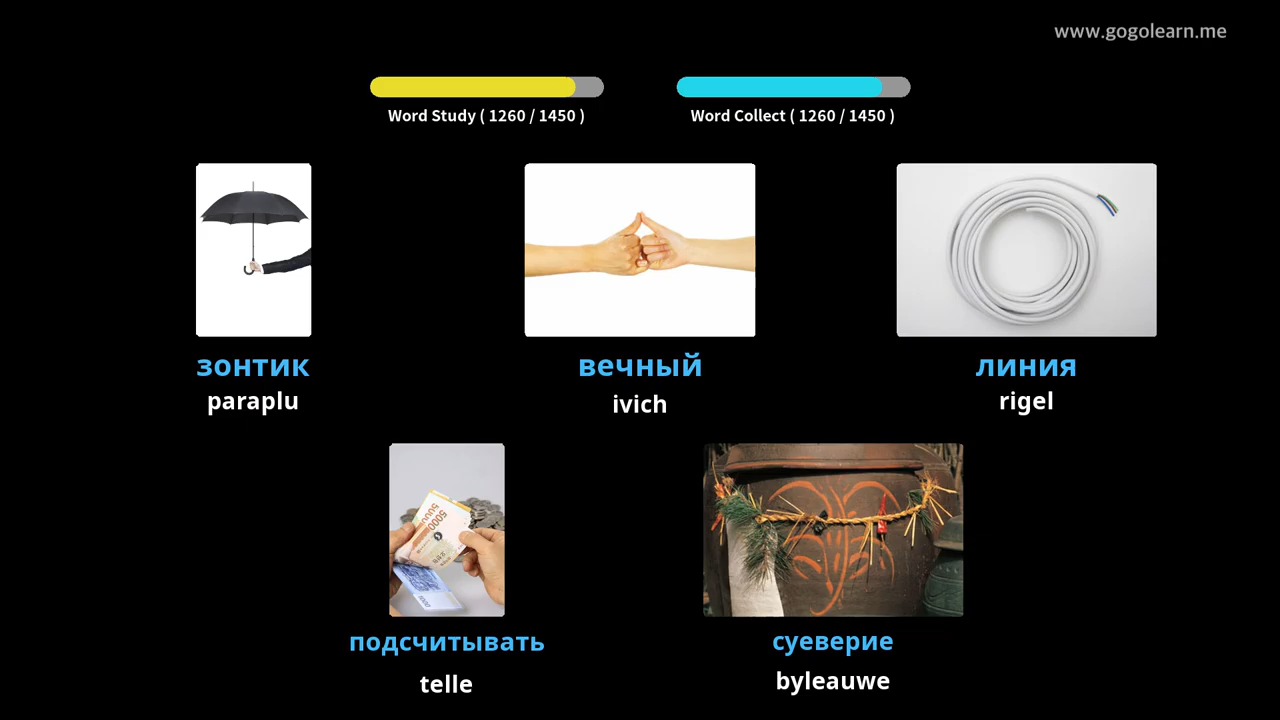 www.gogolearn.me
Word Study ( 1260 / 1450 )
Word Collect ( 1260 / 1450 )
зонтик
paraplu
вечный
ivich
линия
rigel
подсчитывать
telle
суеверие
byleauwe